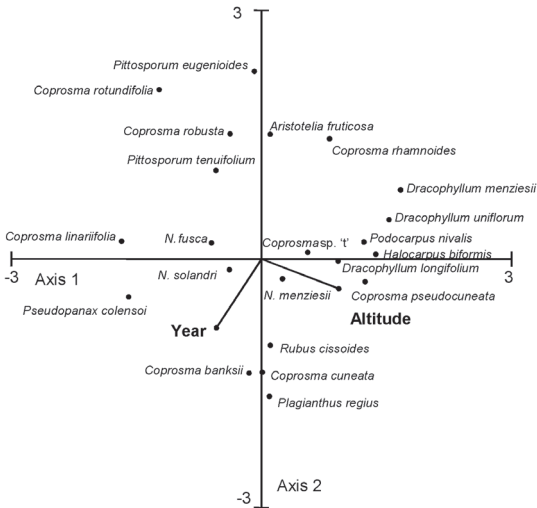 3
Pittosporum eugenioides
Coprosma rotundifolia
Coprosma robusta
Aristotelia fruticosa
Coprosma rhamnoides
Pittosporum tenuifolium
Dracophyllum menziesii
Dracophyllum uniflorum
Coprosma linariifolia
N. fusca
Coprosma sp. 't'
Podocarpus nivalis
Halocarpus biformis
-3
Axis 1
N. solandri
Dracophyllum longifolium
3
N. menziesii
Coprosma pseudocuneata
Pseudopanax colensoi
Altitude
Year
Rubus cissoides
Coprosma banksii
Coprosma cuneata
Plagianthus regius
Axis 2
-3